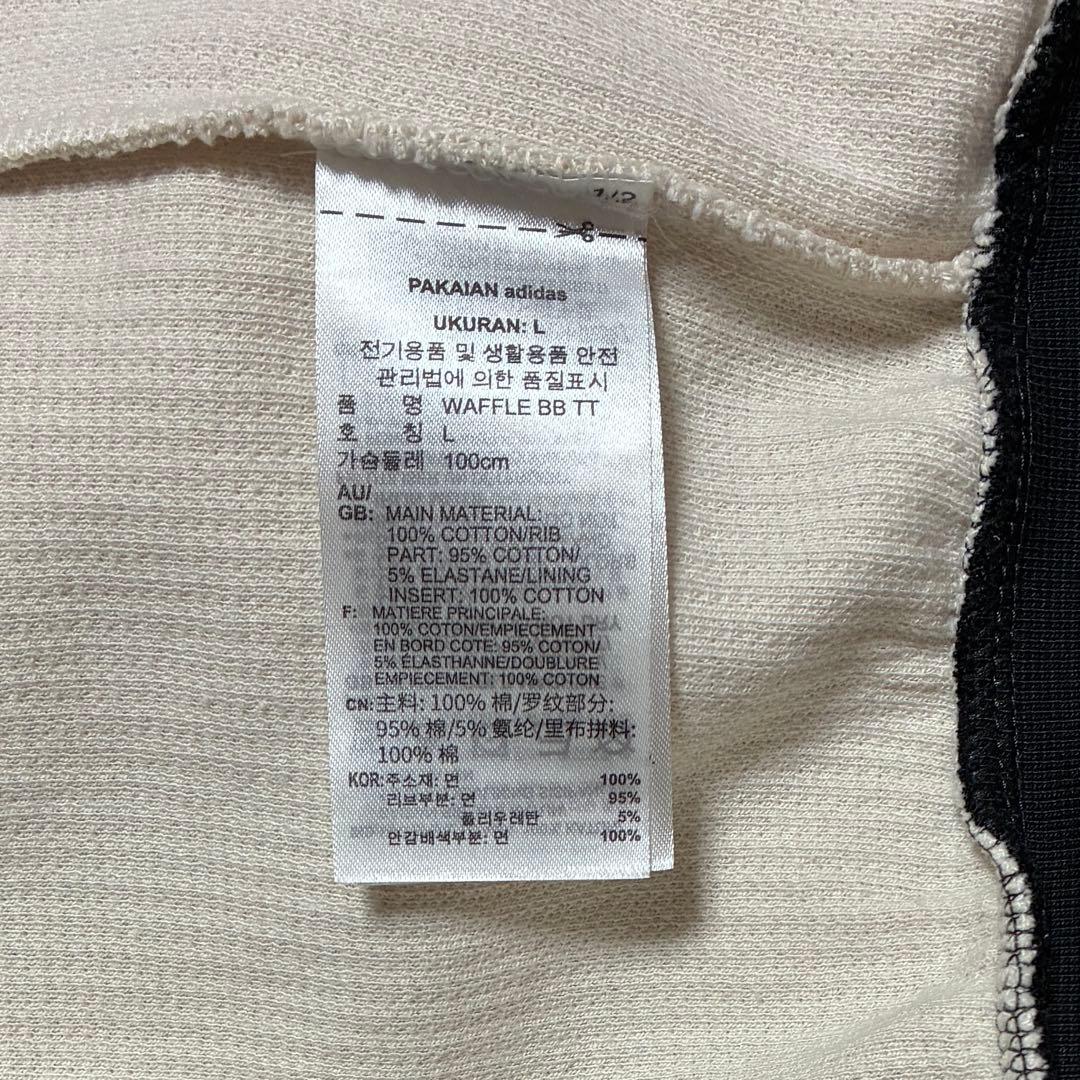 1/2
PAKAIAN adidas
UKURAN: L
전기용품 및 생활용품 안전
관리법에 의한 품질표시
품 명 WAFFLE BB TT
호 칭 L
가슴둘레 100cm
AU/
GB: MAIN MATERIAL:
100% COTTON/RIB
PART: 95% COTTON/
5% ELASTANE/LINING
INSERT: 100% COTTON
F: MATIERE PRINCIPALE:
100% COTON/EMPIECEMENT
EN BORD COTE: 95% COTON/
5% ELASTHANNE/DOUBLURE
EMPIECEMENT: 100% COTON
CN: 主料: 100% 棉/罗纹部分:
95% 棉/5% 氨纶/里布拼料:
100% 棉
KOR: 주소재: 면 100%
리브부분: 면 95%
폴리우레탄 5%
안감배색부분: 면 100%